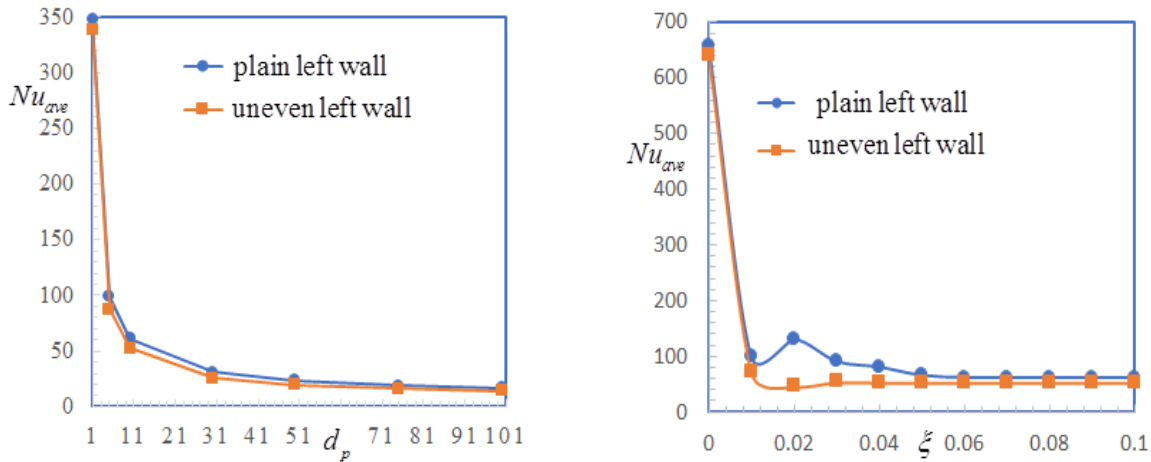 350
300
250
200
150
100
50
0
Nu_ave
plain left wall
uneven left wall
1 11 21 31 41 51 71 81 91 101
d_p
700
600
500
400
300
200
100
0
Nu_ave
plain left wall
uneven left wall
0 0.02 0.04 0.06 0.08 0.1
ξ